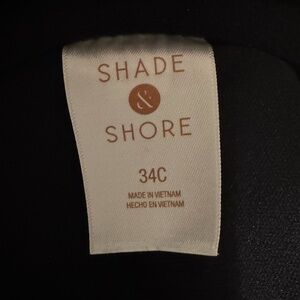 SHADE
&
SHORE
34C
MADE IN VIETNAM
HECHO EN VIETNAM